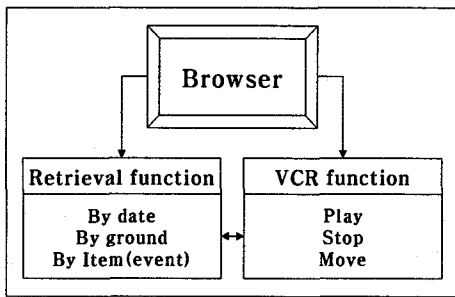 Browser
Retrieval function
By date
By ground
By Item(event)
VCR function
Play
Stop
Move